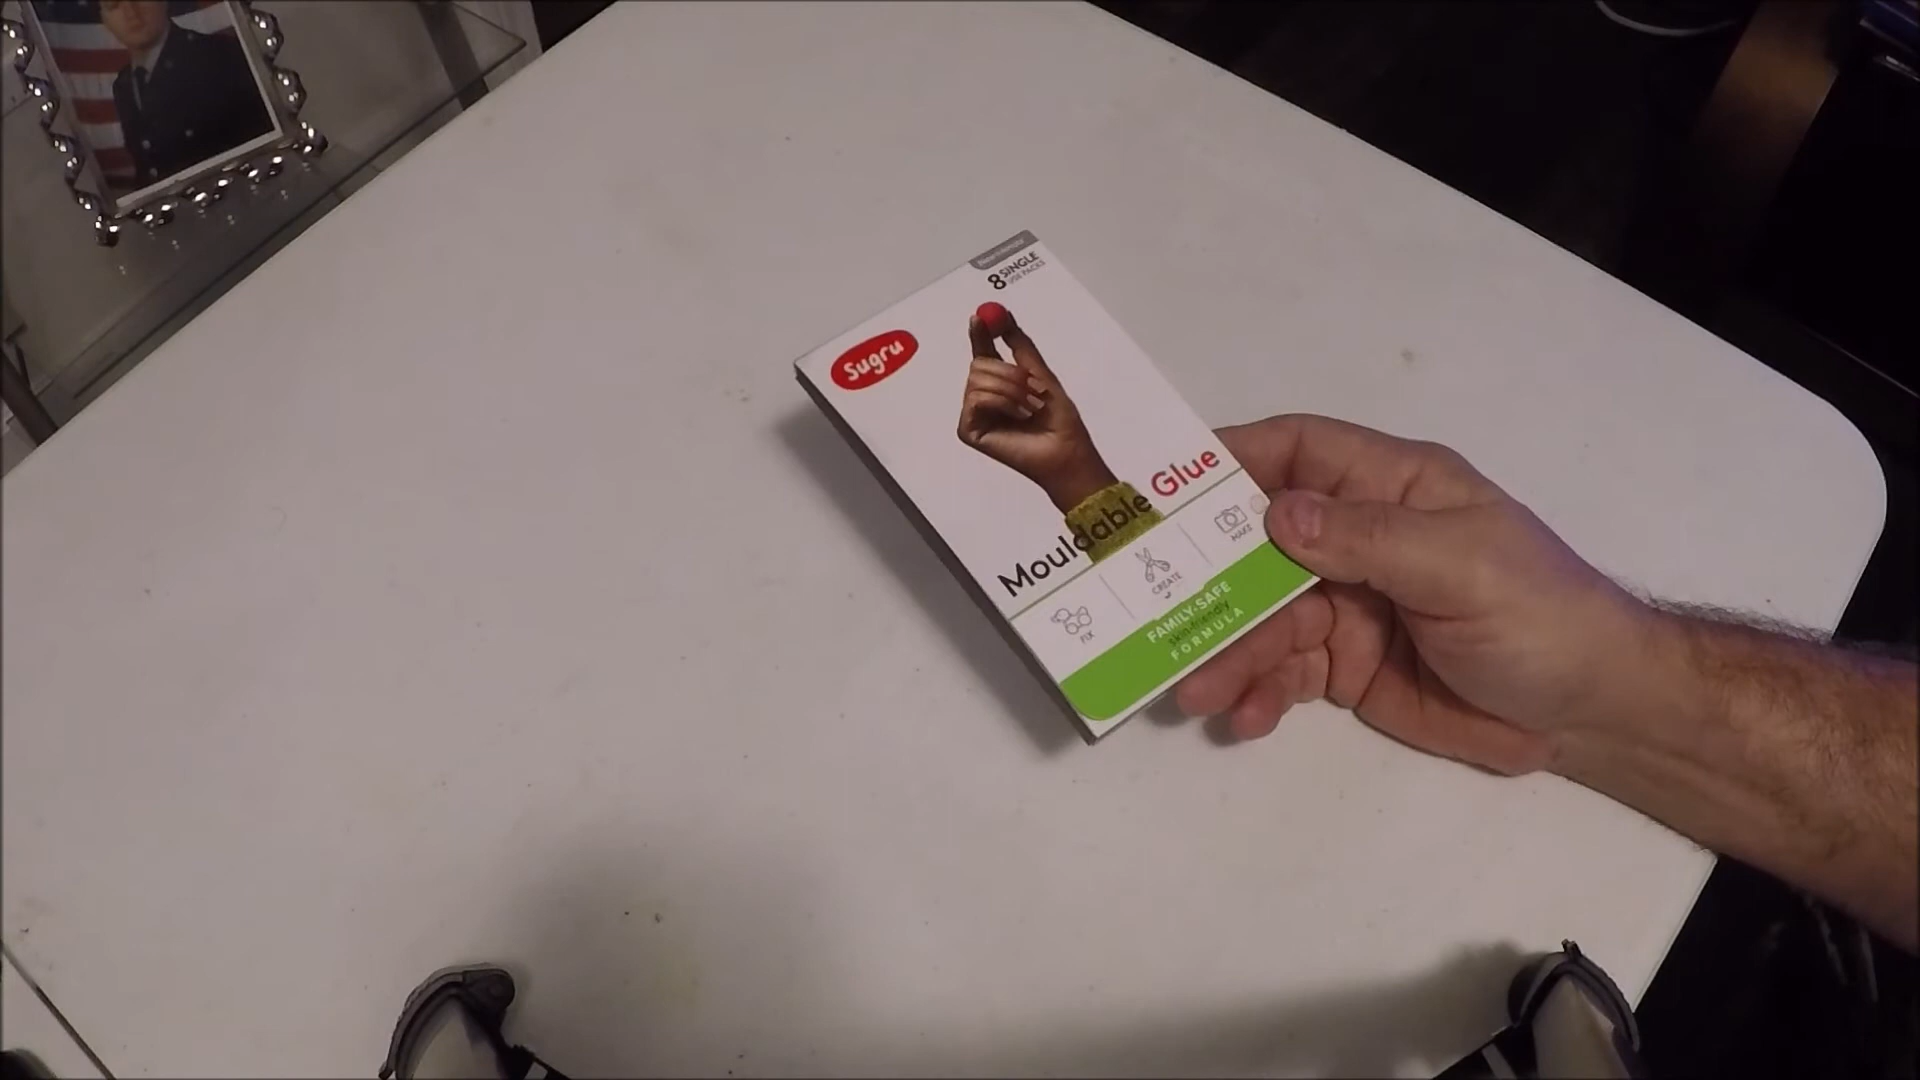 8 SINGLE
USE PACKS
Sugru
Mouldable Glue
FIX
CREATE
MAKE
FAMILY-SAFE
skin-friendly
FORMULA